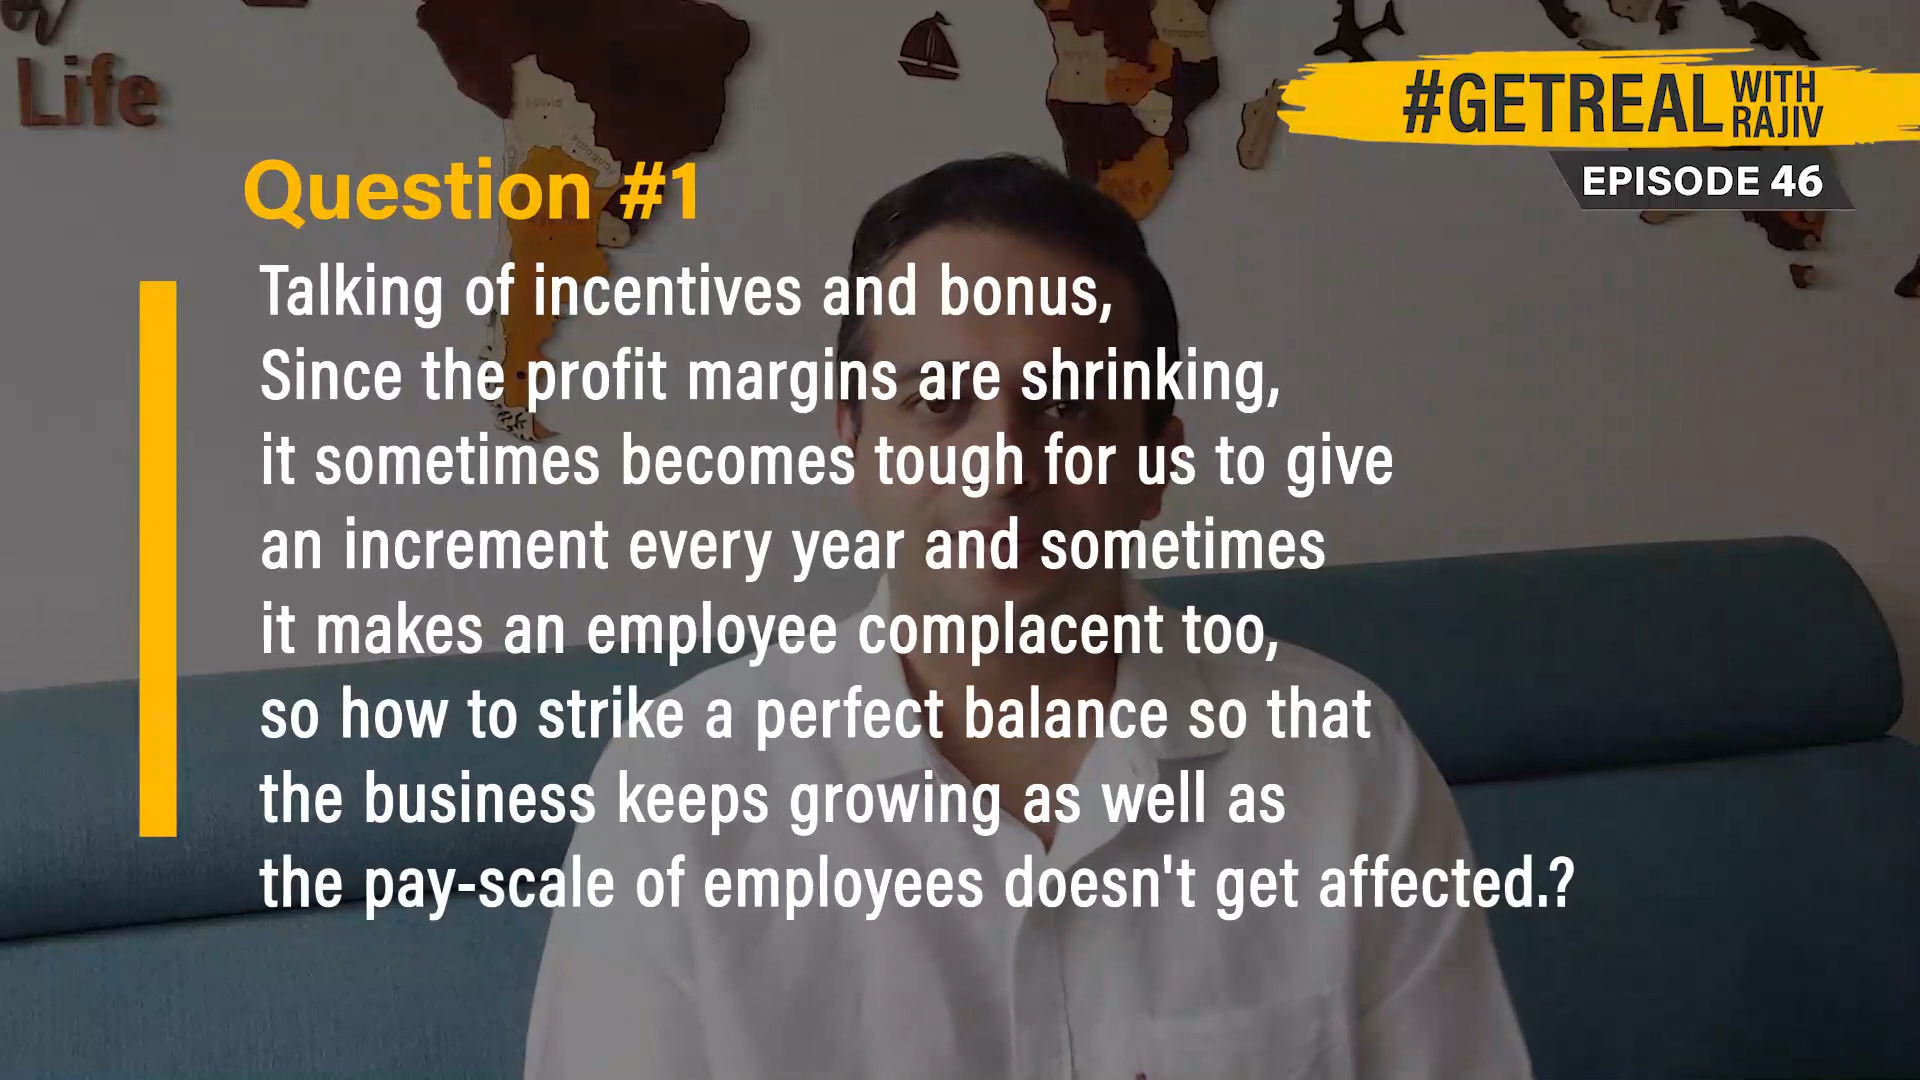 Life
#GETREAL WITH RAJIV
EPISODE 46
Question #1
Talking of incentives and bonus,
Since the profit margins are shrinking,
it sometimes becomes tough for us to give
an increment every year and sometimes
it makes an employee complacent too,
so how to strike a perfect balance so that
the business keeps growing as well as
the pay-scale of employees doesn't get affected.?
Bolivia
Paraguay